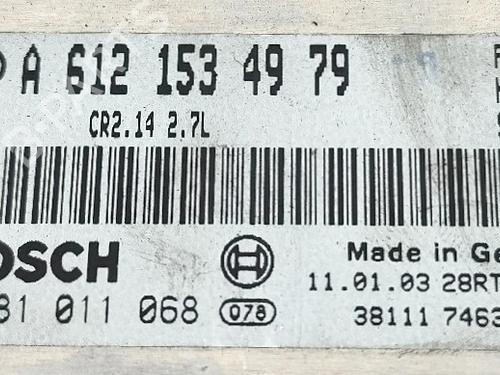 A 612 153 49 79
CR2.14 2.7L
OSCH
Made in Ge
11.01.03 28RT
81 011 068 078
38111 7463